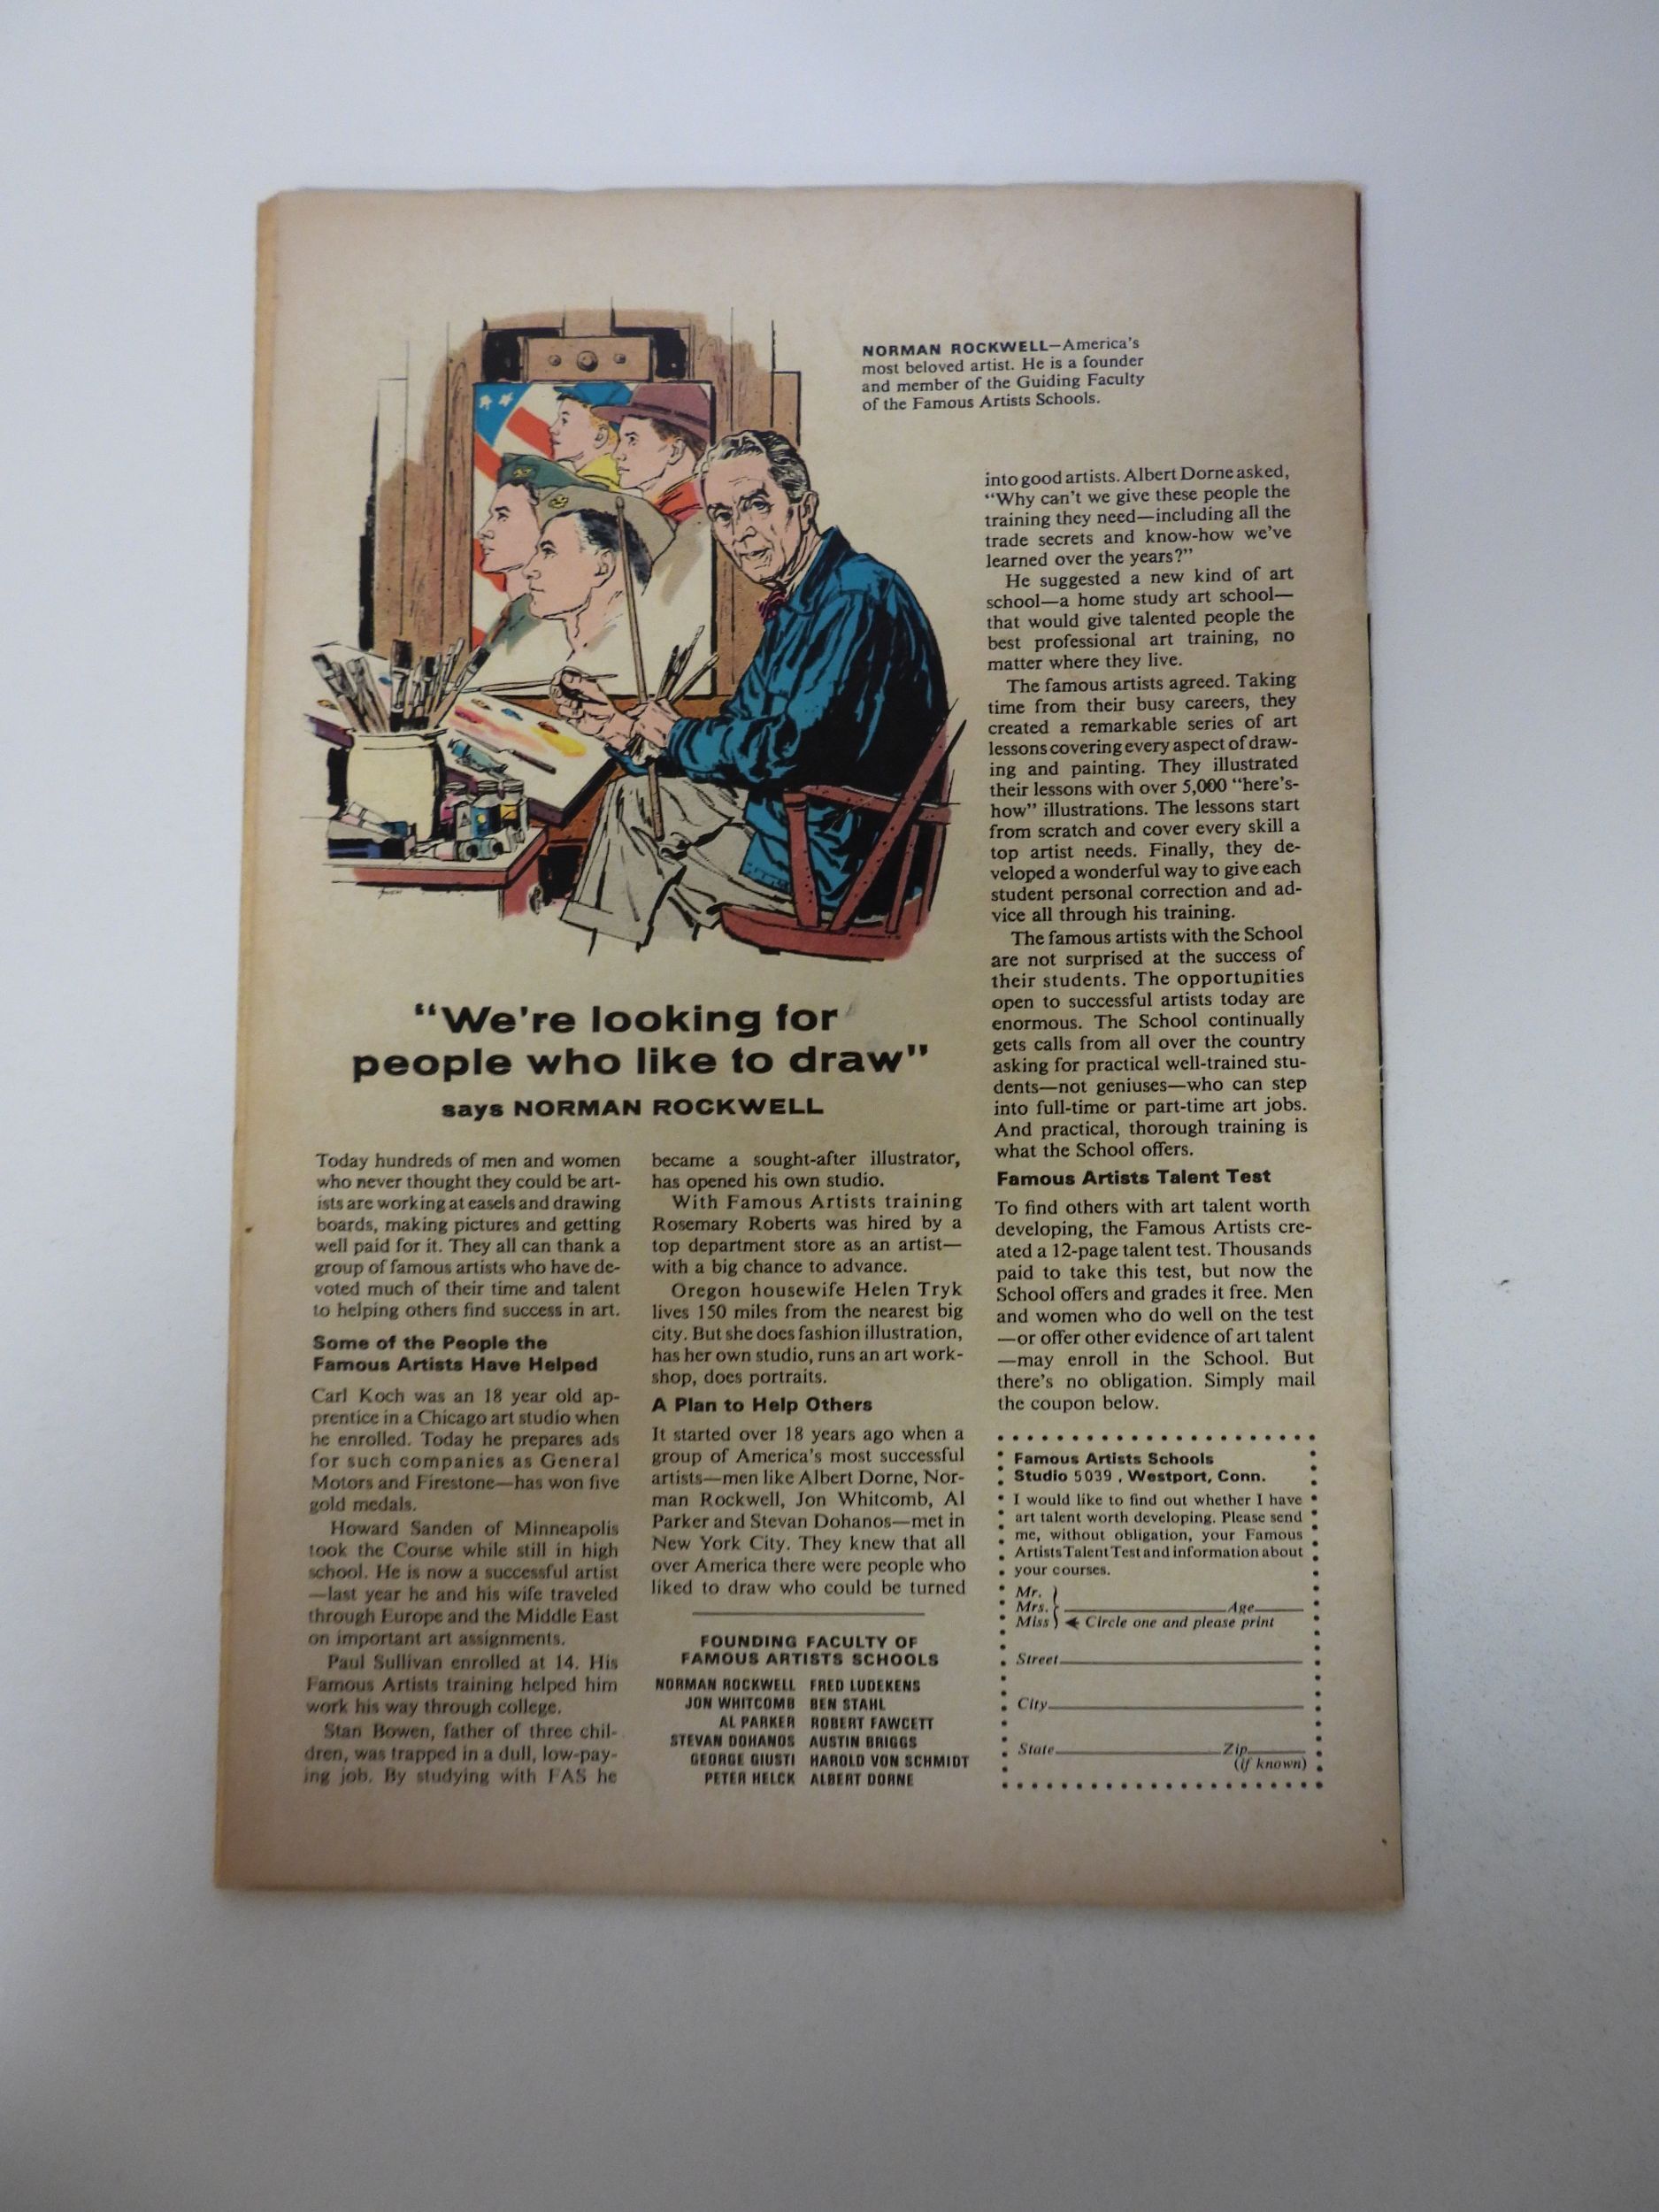 NORMAN ROCKWELL—America's
most beloved artist. He is a founder
and member of the Guiding Faculty
of the Famous Artists Schools.
"We're looking for
people who like to draw"
says NORMAN ROCKWELL
Today hundreds of men and women
who never thought they could be art-
ists are working at easels and drawing
boards, making pictures and getting
well paid for it. They all can thank a
group of famous artists who have de-
voted much of their time and talent
to helping others find success in art.
Some of the People the
Famous Artists Have Helped
Carl Koch was an 18 year old ap-
prentice in a Chicago art studio when
he enrolled. Today he prepares ads
for such companies as General
Motors and Firestone—has won five
gold medals.
Howard Sanden of Minneapolis
took the Course while still in high
school. He is now a successful artist
—last year he and his wife traveled
through Europe and the Middle East
on important art assignments.
Paul Sullivan enrolled at 14. His
Famous Artists training helped him
work his way through college.
Stan Bowen, father of three chil-
dren, was trapped in a dull, low-pay-
ing job. By studying with FAS he
became a sought-after illustrator,
has opened his own studio.
With Famous Artists training
Rosemary Roberts was hired by a
top department store as an artist—
with a big chance to advance.
Oregon housewife Helen Tryk
lives 150 miles from the nearest big
city. But she does fashion illustration,
has her own studio, runs an art work-
shop, does portraits.
A Plan to Help Others
It started over 18 years ago when a
group of America's most successful
artists—men like Albert Dorne, Nor-
man Rockwell, Jon Whitcomb, Al
Parker and Stevan Dohanos—met in
New York City. They knew that all
over America there were people who
liked to draw who could be turned
FOUNDING FACULTY OF
FAMOUS ARTISTS SCHOOLS
NORMAN ROCKWELL FRED LUDEKENS
JON WHITCOMB BEN STAHL
AL PARKER ROBERT FAWCETT
STEVAN DOHANOS AUSTIN BRIGGS
GEORGE GIUSTI HAROLD VON SCHMIDT
PETER HELCK ALBERT DORNE
into good artists. Albert Dorne asked,
"Why can't we give these people the
training they need—including all the
trade secrets and know-how we've
learned over the years?"
He suggested a new kind of art
school—a home study art school—
that would give talented people the
best professional art training, no
matter where they live.
The famous artists agreed. Taking
time from their busy careers, they
created a remarkable series of art
lessons covering every aspect of draw-
ing and painting. They illustrated
their lessons with over 5,000 "here's-
how" illustrations. The lessons start
from scratch and cover every skill a
top artist needs. Finally, they de-
veloped a wonderful way to give each
student personal correction and ad-
vice all through his training.
The famous artists with the School
are not surprised at the success of
their students. The opportunities
open to successful artists today are
enormous. The School continually
gets calls from all over the country
asking for practical well-trained stu-
dents—not geniuses—who can step
into full-time or part-time art jobs.
And practical, thorough training is
what the School offers.
Famous Artists Talent Test
To find others with art talent worth
developing, the Famous Artists cre-
ated a 12-page talent test. Thousands
paid to take this test, but now the
School offers and grades it free. Men
and women who do well on the test
—or offer other evidence of art talent
—may enroll in the School. But
there's no obligation. Simply mail
the coupon below.
Famous Artists Schools
Studio 5039 , Westport, Conn.
I would like to find out whether I have
art talent worth developing. Please send
me, without obligation, your Famous
Artists Talent Test and information about
your courses.
Mr.
Mrs. Age
Miss Circle one and please print
Street
City
State Zip
(if known)